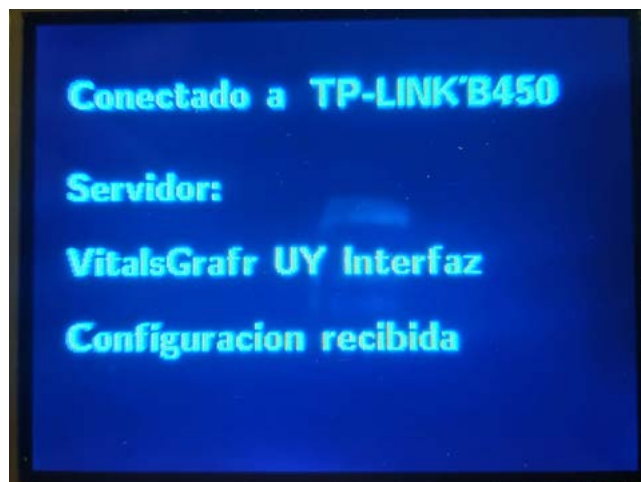 Conectado a TP-LINK'B450
Servidor:
VitalsGrafr UY Interfaz
Configuracion recibida